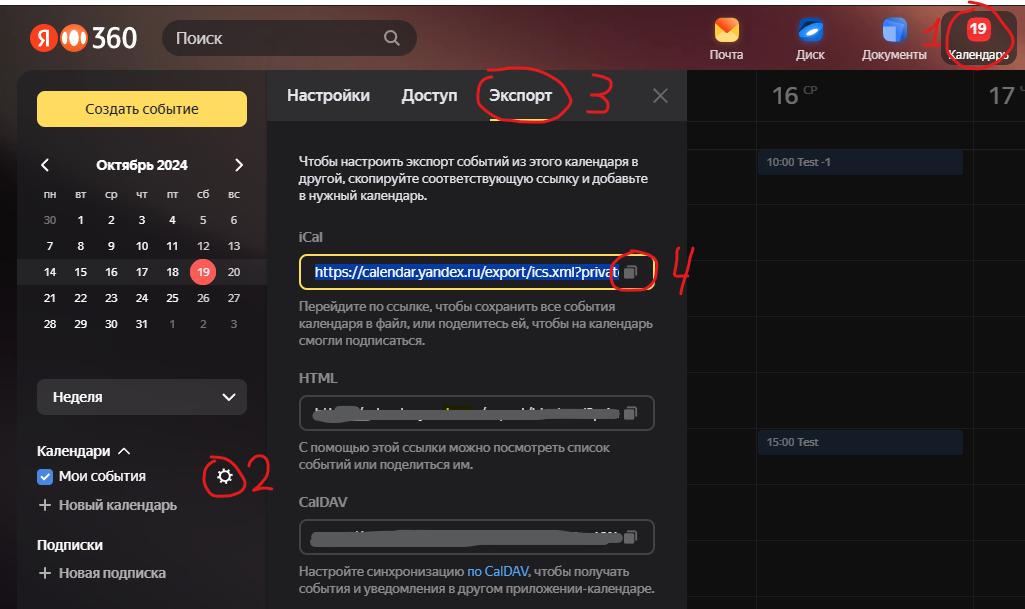 Я 360
Поиск
Почта
Диск
Документы
1
19
Календарь
Создать событие
Октябрь 2024
пн вт ср чт пт сб вс
30 1 2 3 4 5 6
7 8 9 10 11 12 13
14 15 16 17 18 19 20
21 22 23 24 25 26 27
28 29 30 31 1 2 3
Неделя
Календари
Мои события
2
Новый календарь
Подписки
Новая подписка
Настройки Доступ Экспорт 3
Чтобы настроить экспорт событий из этого календаря в
другой, скопируйте соответствующую ссылку и добавьте
в нужный календарь.
iCal
https://calendar.yandex.ru/export/ics.xml?privat
4
Перейдите по ссылке, чтобы сохранить все события
календаря в файл, или поделитесь ей, чтобы на календарь
смогли подписаться.
HTML
С помощью этой ссылки можно посмотреть список
событий или поделиться им.
CalDAV
Настройте синхронизацию по CalDAV, чтобы получать
события и уведомления в другом приложении-календаре.
16 СР
17
10:00 Test -1
15:00 Test